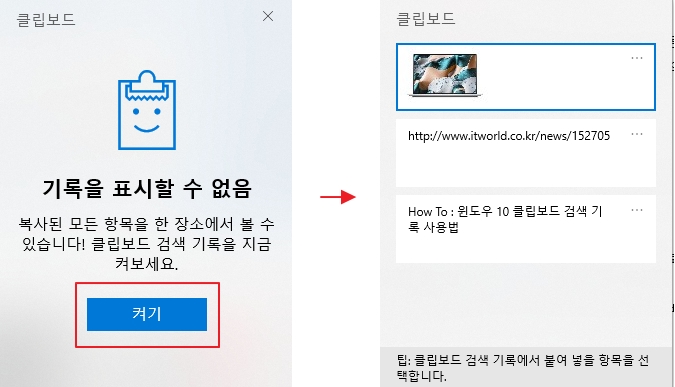 클립보드
기록을 표시할 수 없음
복사된 모든 항목을 한 장소에서 볼 수
있습니다! 클립보드 검색 기록을 지금
켜보세요.
켜기
클립보드
http://www.itworld.co.kr/news/152705
How To : 윈도우 10 클립보드 검색 기
록 사용법
팁: 클립보드 검색 기록에서 붙여 넣을 항목을 선
택합니다.